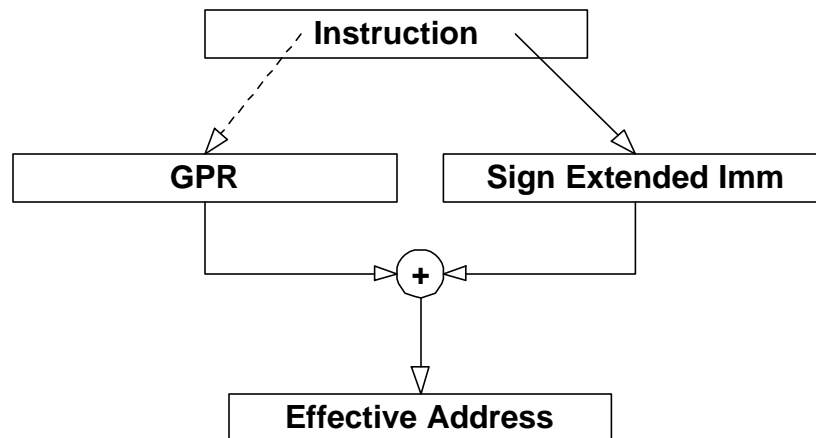 Instruction
GPR
Sign Extended Imm
+
Effective Address